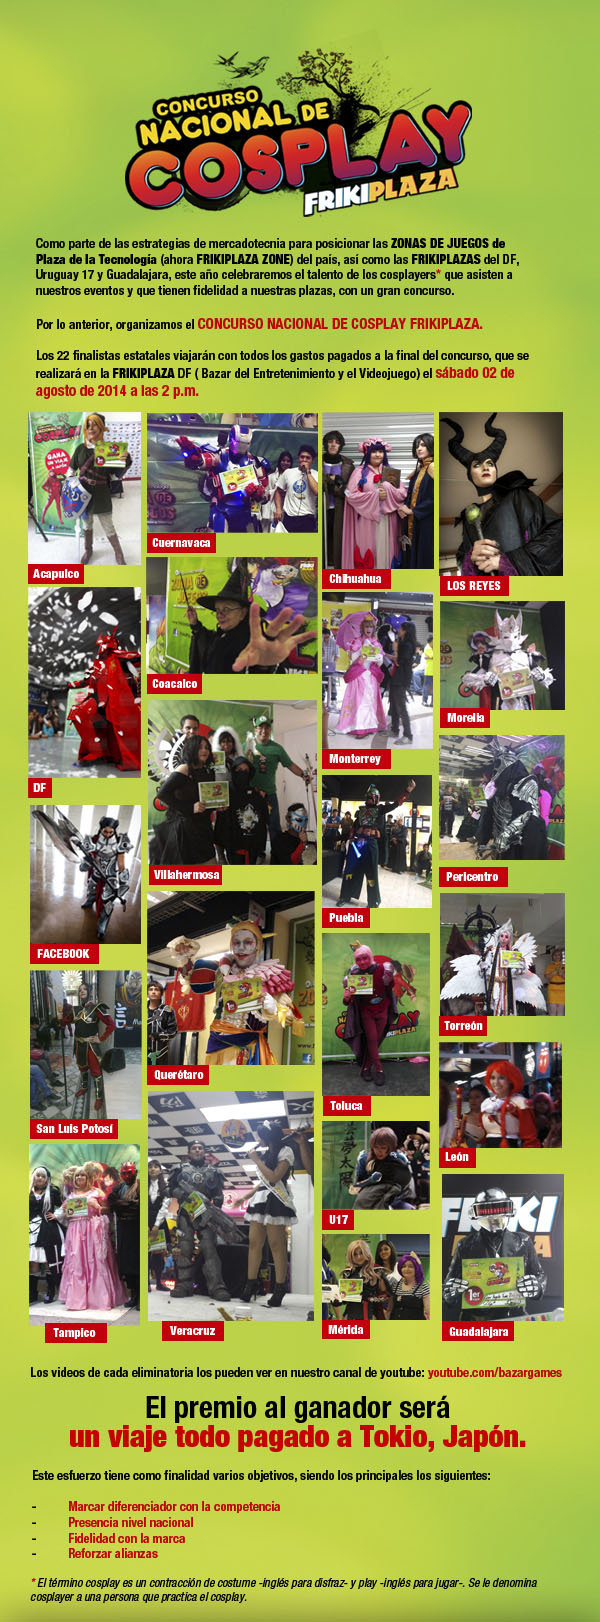 CONCURSO
NACIONAL DE
COSPLAY
FRIKIPLAZA
Como parte de las estrategias de mercadotecnia para posicionar las ZONAS DE JUEGOS de
Plaza de la Tecnología (ahora FRIKIPLAZA ZONE) del país, así como las FRIKIPLAZAS del DF,
Uruguay 17 y Guadalajara, este año celebraremos el talento de los cosplayers* que asisten a
nuestros eventos y que tienen fidelidad a nuestras plazas, con un gran concurso.
Por lo anterior, organizamos el CONCURSO NACIONAL DE COSPLAY FRIKIPLAZA.
Los 22 finalistas estatales viajarán con todos los gastos pagados a la final del concurso, que se
realizará en la FRIKIPLAZA DF ( Bazar del Entretenimiento y el Videojuego) el sábado 02 de
agosto de 2014 a las 2 p.m.
Acapulco
Cuernavaca
Chihuahua
LOS REYES
Coacalco
Morelia
Monterrey
DF
Villahermosa
Pericentro
Puebla
FACEBOOK
Torreón
Querétaro
Toluca
San Luis Potosí
León
U17
Tampico
Veracruz
Mérida
FRIKI
PLAZA
1er
Guadalajara
Los videos de cada eliminatoria los pueden ver en nuestro canal de youtube: youtube.com/bazargames
El premio al ganador será
un viaje todo pagado a Tokio, Japón.
Este esfuerzo tiene como finalidad varios objetivos, siendo los principales los siguientes:
- Marcar diferenciador con la competencia
- Presencia nivel nacional
- Fidelidad con la marca
- Reforzar alianzas
* El término cosplay es un contracción de costume -inglés para disfraz- y play -inglés para jugar-. Se le denomina
cosplayer a una persona que practica el cosplay.